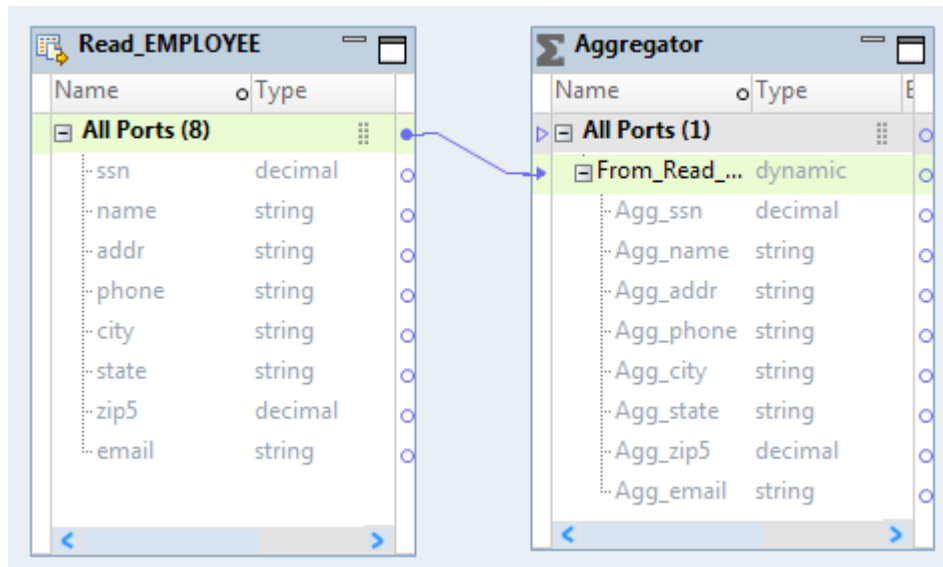 Read_EMPLOYEE
Name Type
All Ports (8)
ssn decimal
name string
addr string
phone string
city string
state string
zip5 decimal
email string
Aggregator
Name Type E
All Ports (1)
From_Read_... dynamic
Agg_ssn decimal
Agg_name string
Agg_addr string
Agg_phone string
Agg_city string
Agg_state string
Agg_zip5 decimal
Agg_email string